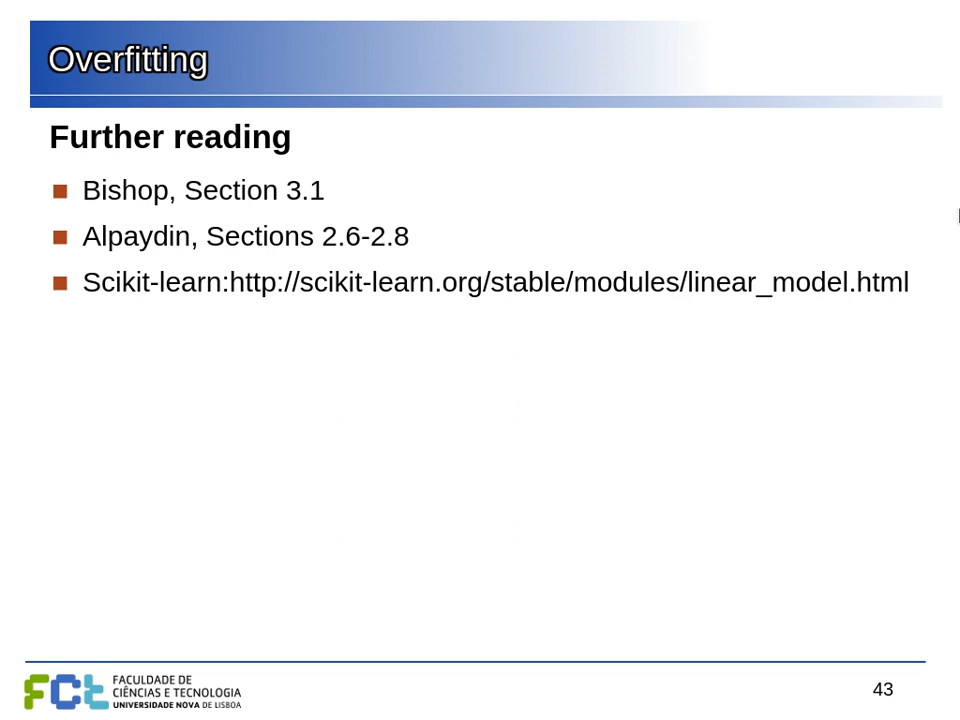 Overfitting
Further reading
Bishop, Section 3.1
Alpaydin, Sections 2.6-2.8
Scikit-learn:http://scikit-learn.org/stable/modules/linear_model.html
FCt
FACULDADE DE
CIÊNCIAS E TECNOLOGIA
UNIVERSIDADE NOVA DE LISBOA
43